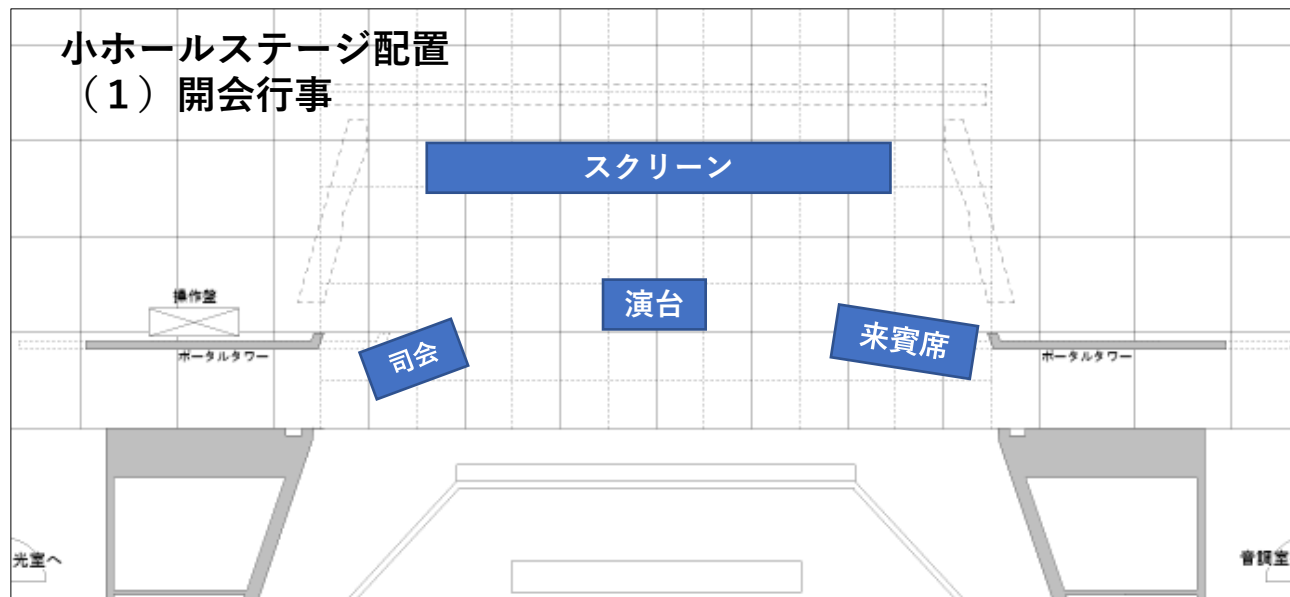 小ホールステージ配置
（１）開会行事
スクリーン
演台
操作盤
来賓席
司会
ポータルタワー
ポータルタワー
光室へ
音調室